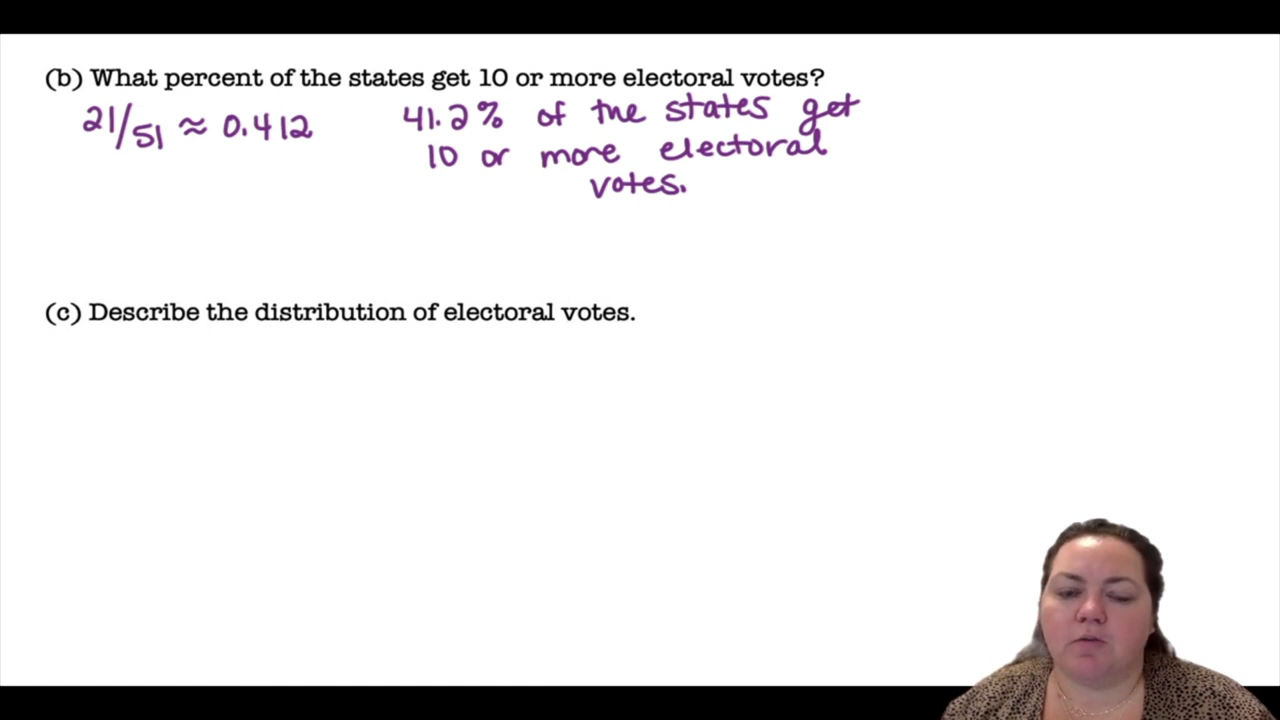 (b) What percent of the states get 10 or more electoral votes?
21/51 ≈ 0.412
41.2% of the states get
10 or more electoral
votes.
(c) Describe the distribution of electoral votes.